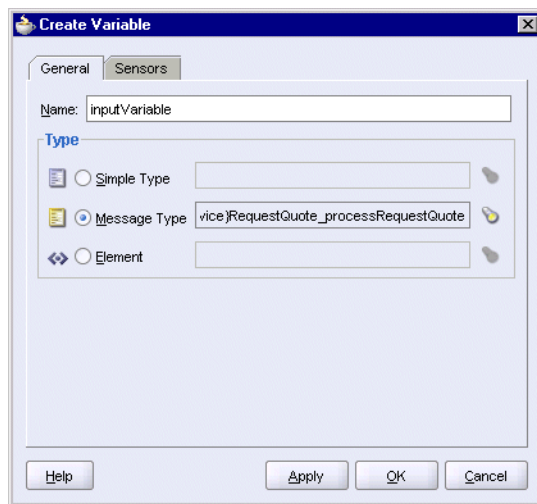 Create Variable
General Sensors
Name: inputVariable
Type
Simple Type
Message Type vice}RequestQuote_processRequestQuote
Element
Help Apply OK Cancel